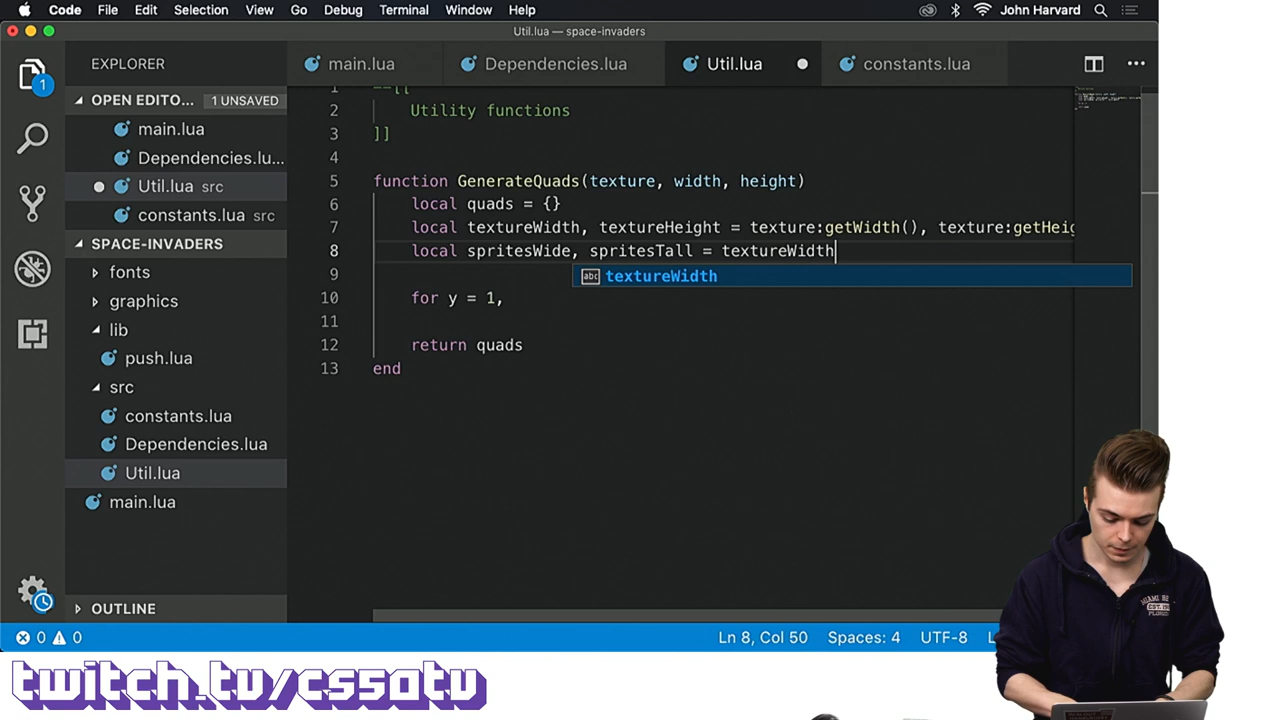 Code File Edit Selection View Go Debug Terminal Window Help John Harvard
Util.lua — space-invaders
EXPLORER
main.lua Dependencies.lua Util.lua constants.lua
OPEN EDITO... 1 UNSAVED
main.lua
Dependencies.lu...
Util.lua src
constants.lua src
SPACE-INVADERS
fonts
graphics
lib
push.lua
src
constants.lua
Dependencies.lua
Util.lua
main.lua
OUTLINE
1
1 --[[
2 Utility functions
3 ]]
4
5 function GenerateQuads(texture, width, height)
6 local quads = {}
7 local textureWidth, textureHeight = texture:getWidth(), texture:getHeig
8 local spritesWide, spritesTall = textureWidth
abc textureWidth
9
10 for y = 1,
11
12 return quads
13 end
0 0 Ln 8, Col 50 Spaces: 4 UTF-8 L
twitch.tv/cs50tv